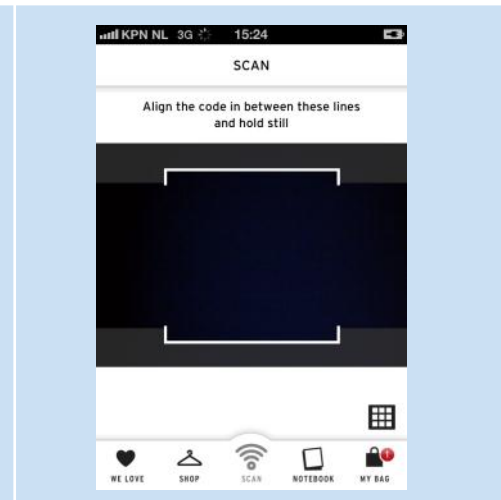 KPN NL 3G 15:24
SCAN
Align the code in between these lines
and hold still
WE LOVE SHOP SCAN NOTEBOOK MY BAG